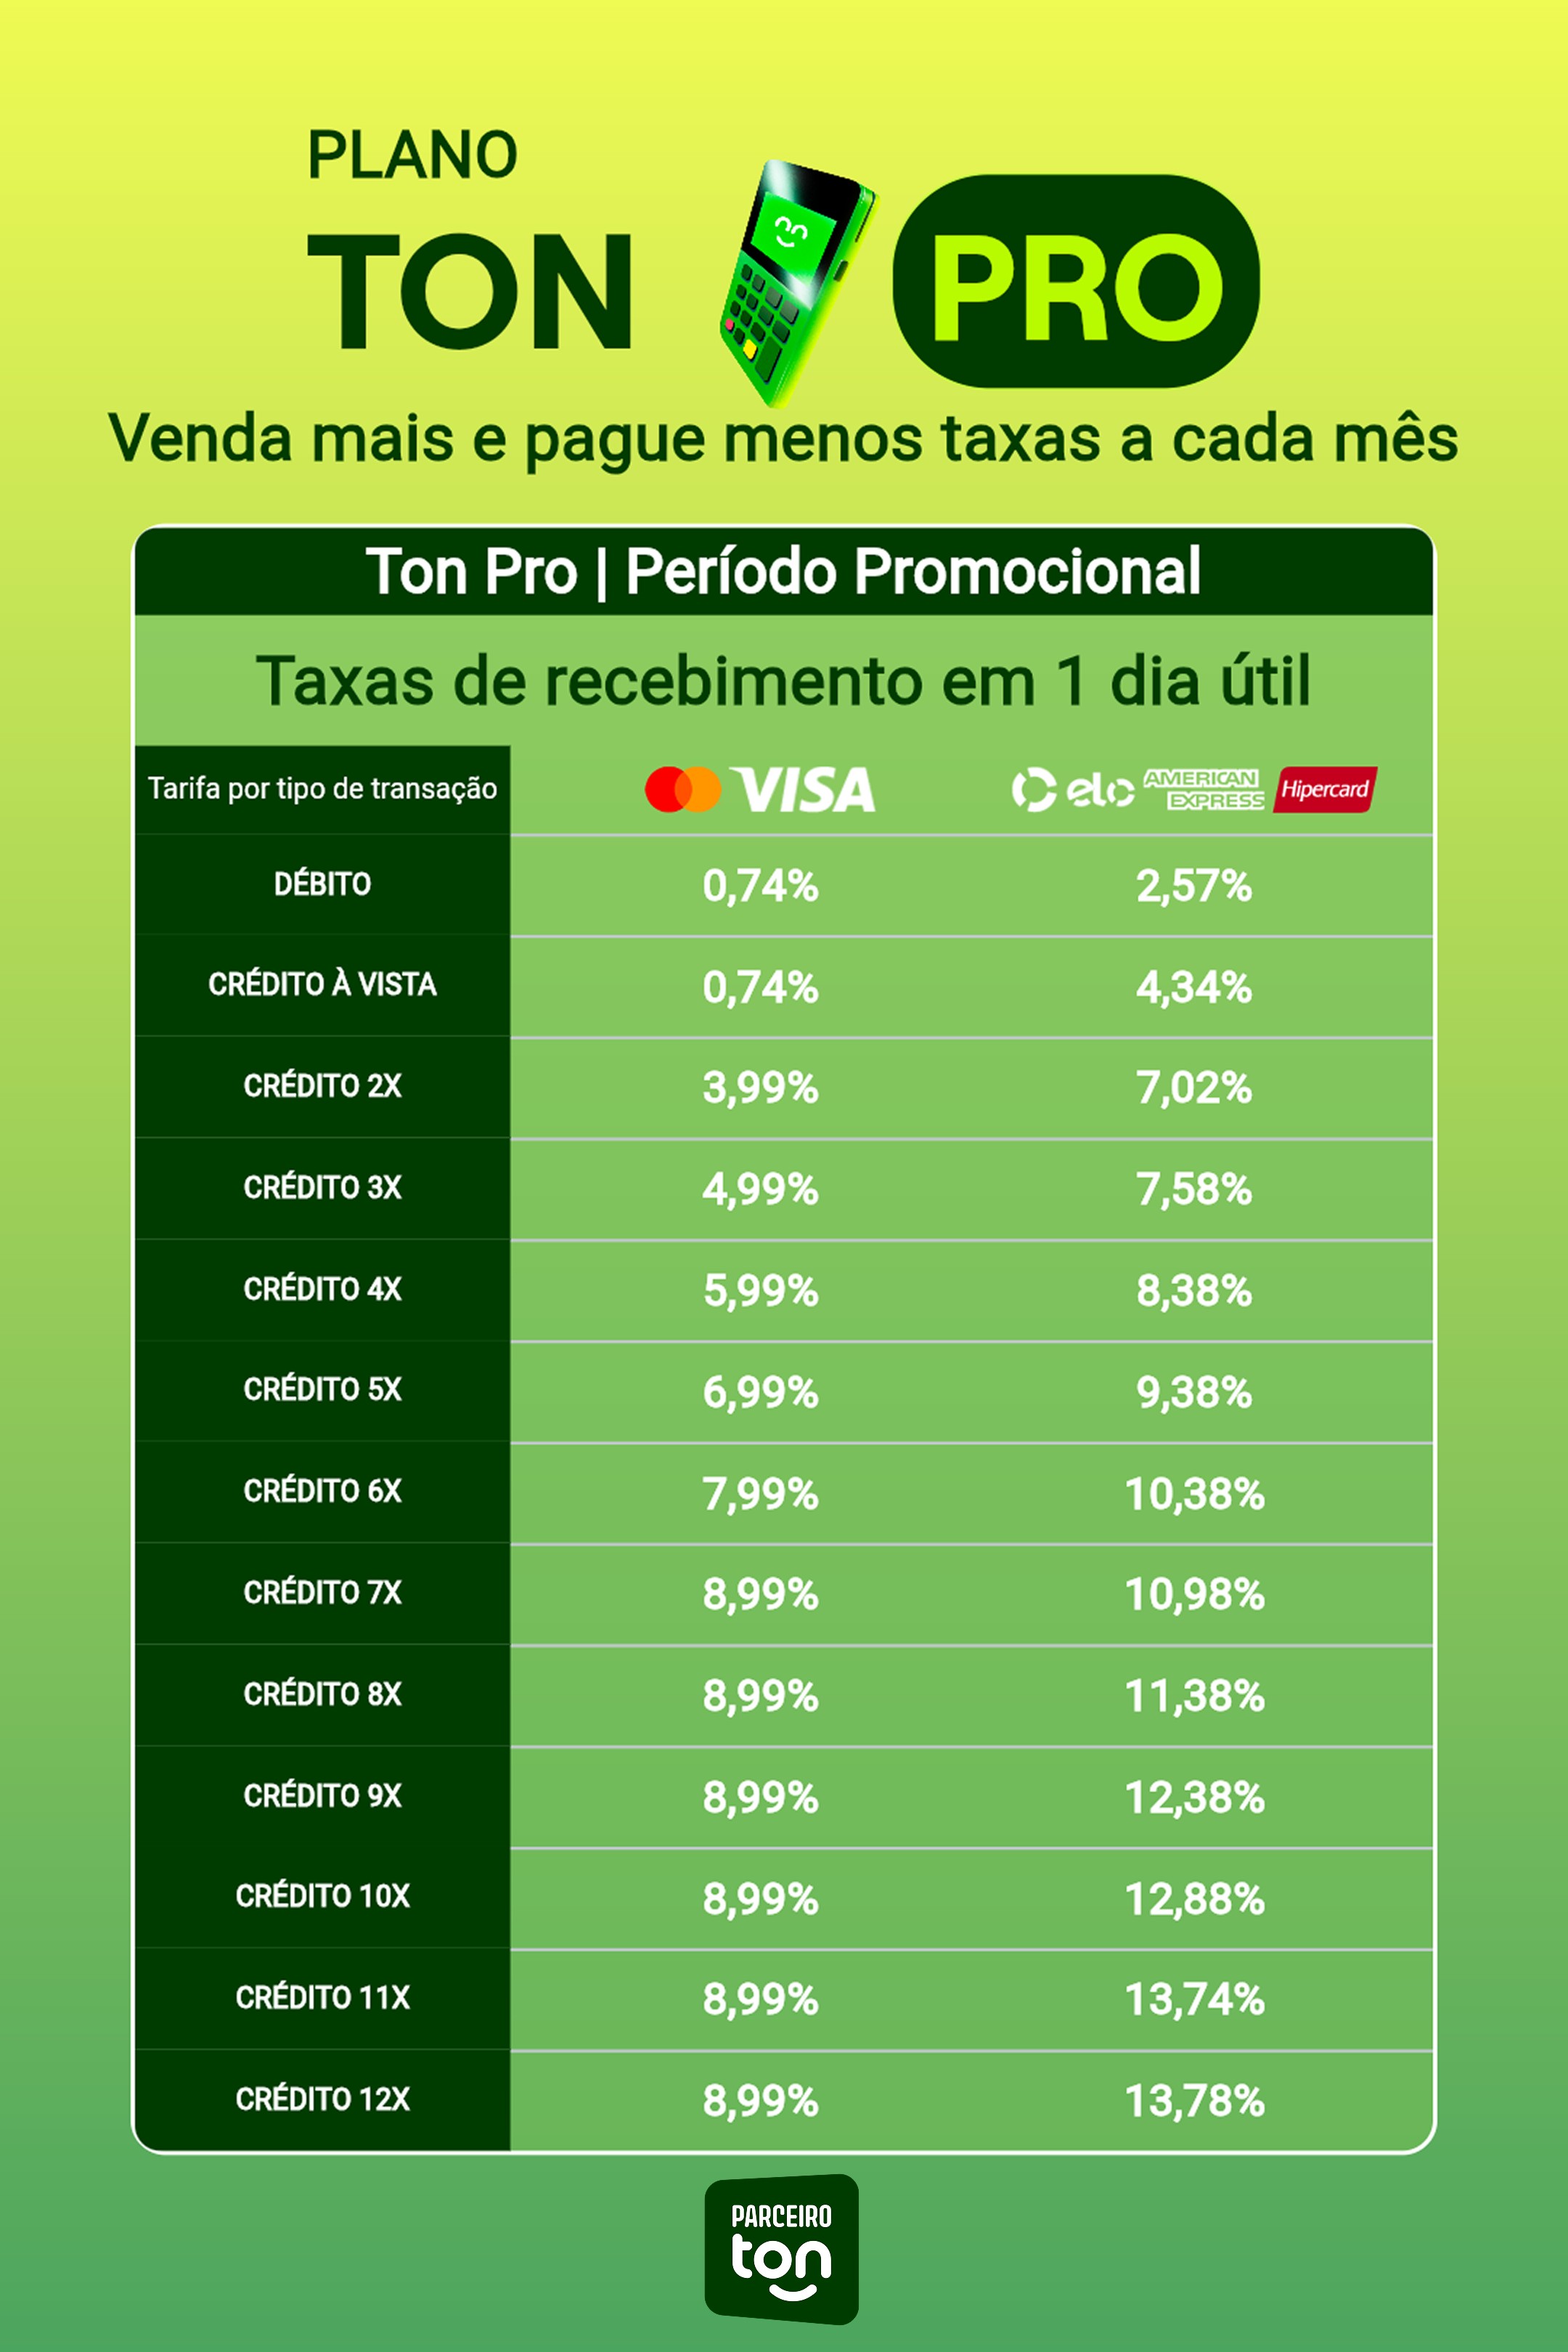 PLANO
TON PRO
Venda mais e pague menos taxas a cada mês
Ton Pro | Período Promocional
Taxas de recebimento em 1 dia útil
Tarifa por tipo de transação VISA elo AMERICAN EXPRESS Hipercard
DÉBITO 0,74% 2,57%
CRÉDITO À VISTA 0,74% 4,34%
CRÉDITO 2X 3,99% 7,02%
CRÉDITO 3X 4,99% 7,58%
CRÉDITO 4X 5,99% 8,38%
CRÉDITO 5X 6,99% 9,38%
CRÉDITO 6X 7,99% 10,38%
CRÉDITO 7X 8,99% 10,98%
CRÉDITO 8X 8,99% 11,38%
CRÉDITO 9X 8,99% 12,38%
CRÉDITO 10X 8,99% 12,88%
CRÉDITO 11X 8,99% 13,74%
CRÉDITO 12X 8,99% 13,78%
PARCEIRO
ton